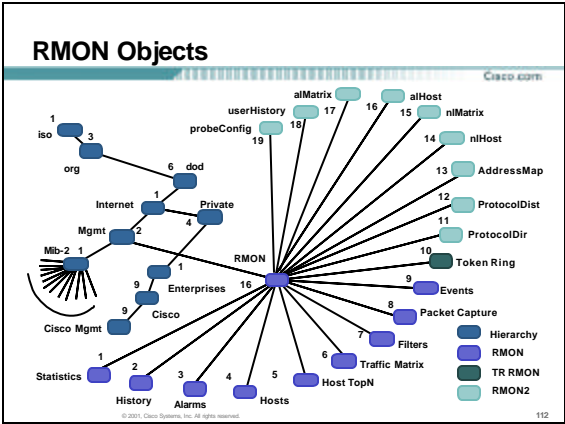 RMON Objects
Cisco.com
alMatrix
alHost
userHistory
17
16
nlMatrix
15
probeConfig
18
19
14
nlHost
1
iso
3
org
6
dod
13
AddressMap
12
ProtocolDist
Internet
1
Private
4
11
ProtocolDir
Mgmt
2
Mib-2
1
RMON
16
10
Token Ring
1
Enterprises
9
Events
9
Cisco
8
Packet Capture
9
Cisco Mgmt
7
Filters
Hierarchy
1
Statistics
2
History
3
Alarms
4
Hosts
5
Host TopN
6
Traffic Matrix
RMON
TR RMON
RMON2
© 2001, Cisco Systems, Inc. All rights reserved.
112